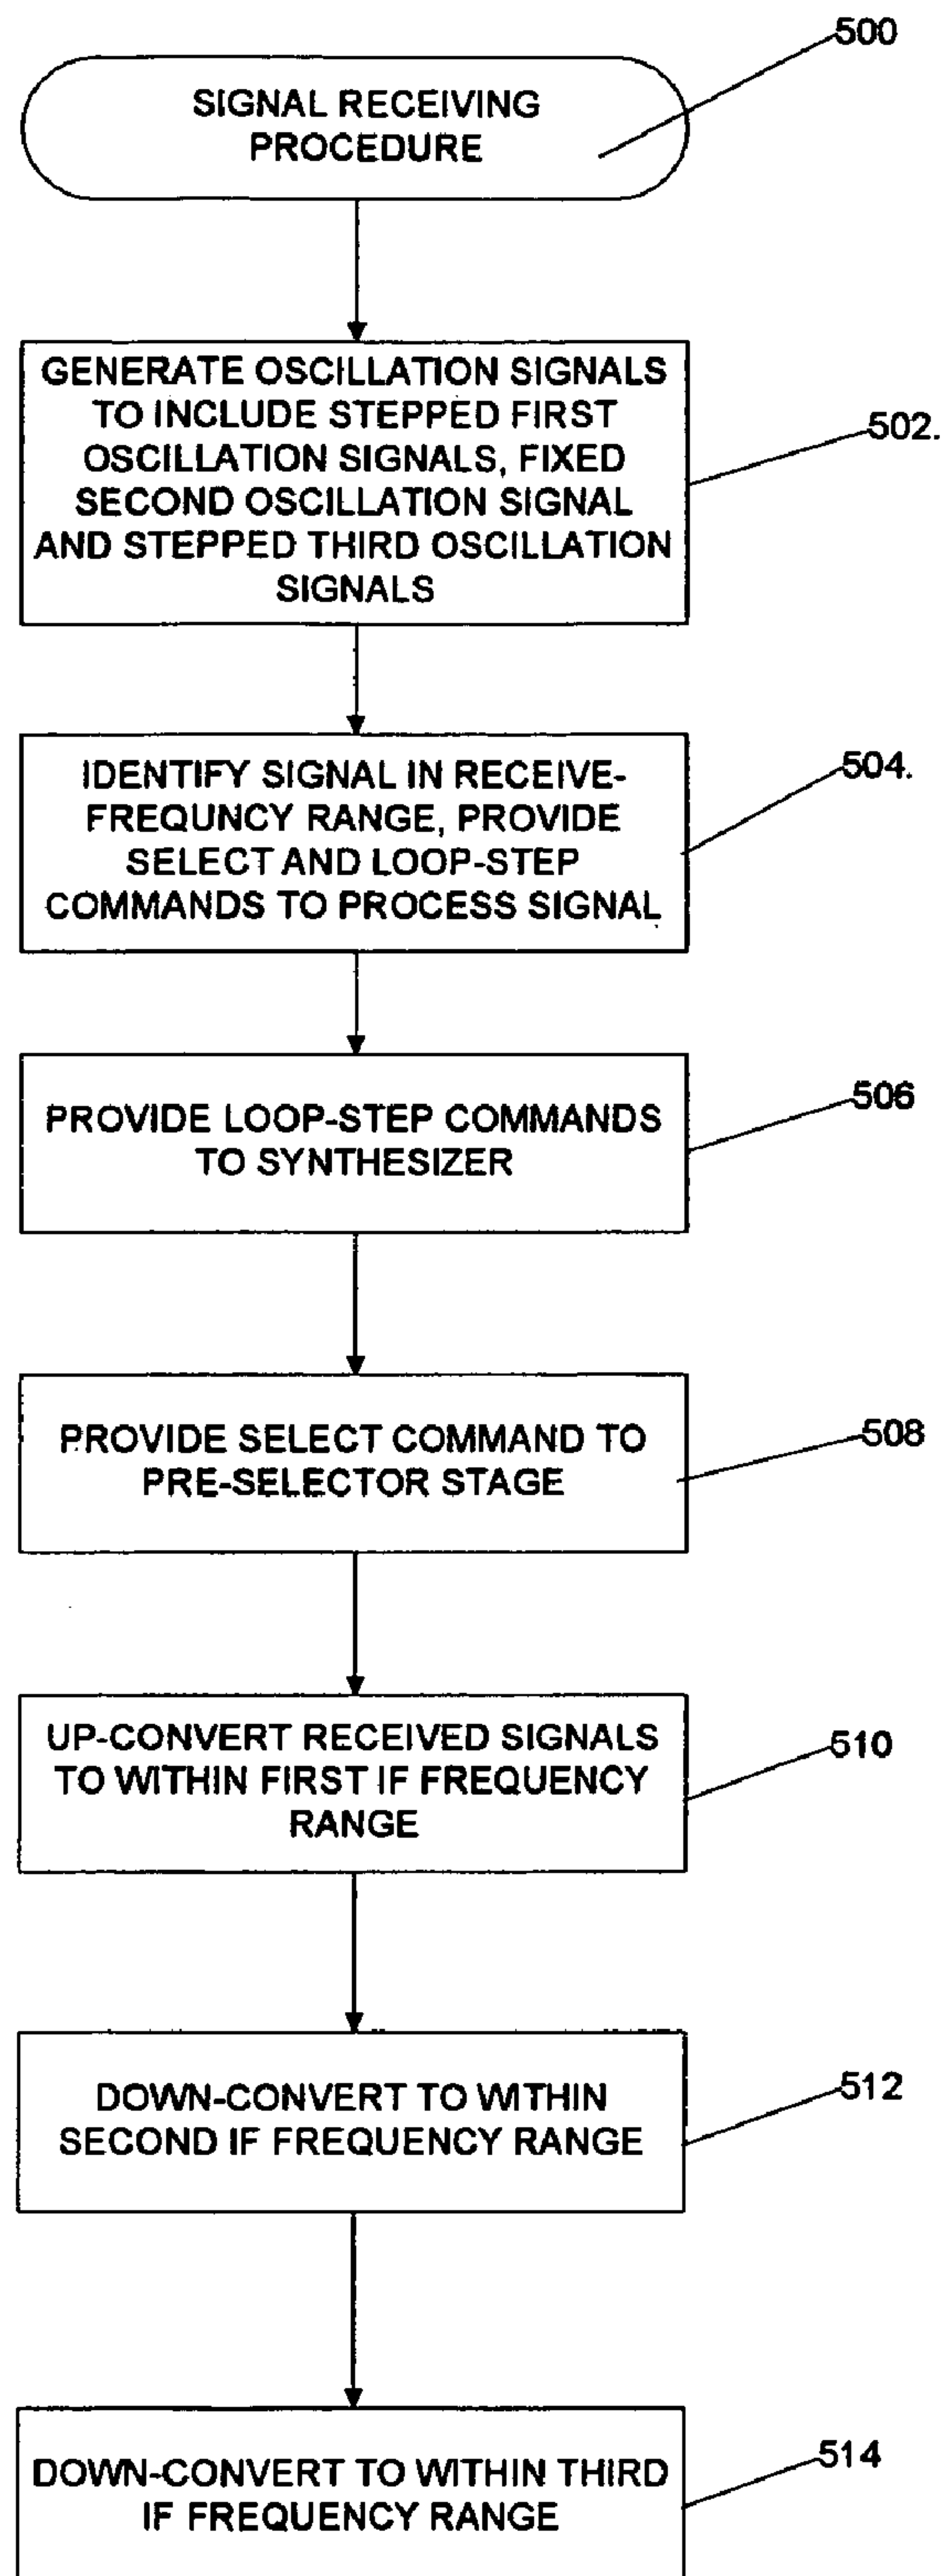 500
SIGNAL RECEIVING
PROCEDURE
GENERATE OSCILLATION SIGNALS
TO INCLUDE STEPPED FIRST
OSCILLATION SIGNALS, FIXED
SECOND OSCILLATION SIGNAL
AND STEPPED THIRD OSCILLATION
SIGNALS
502.
IDENTIFY SIGNAL IN RECEIVE-
FREQUNCY RANGE, PROVIDE
SELECT AND LOOP-STEP
COMMANDS TO PROCESS SIGNAL
504.
PROVIDE LOOP-STEP COMMANDS
TO SYNTHESIZER
506
PROVIDE SELECT COMMAND TO
PRE-SELECTOR STAGE
508
UP-CONVERT RECEIVED SIGNALS
TO WITHIN FIRST IF FREQUENCY
RANGE
510
DOWN-CONVERT TO WITHIN
SECOND IF FREQUENCY RANGE
512
DOWN-CONVERT TO WITHIN THIRD
IF FREQUENCY RANGE
514